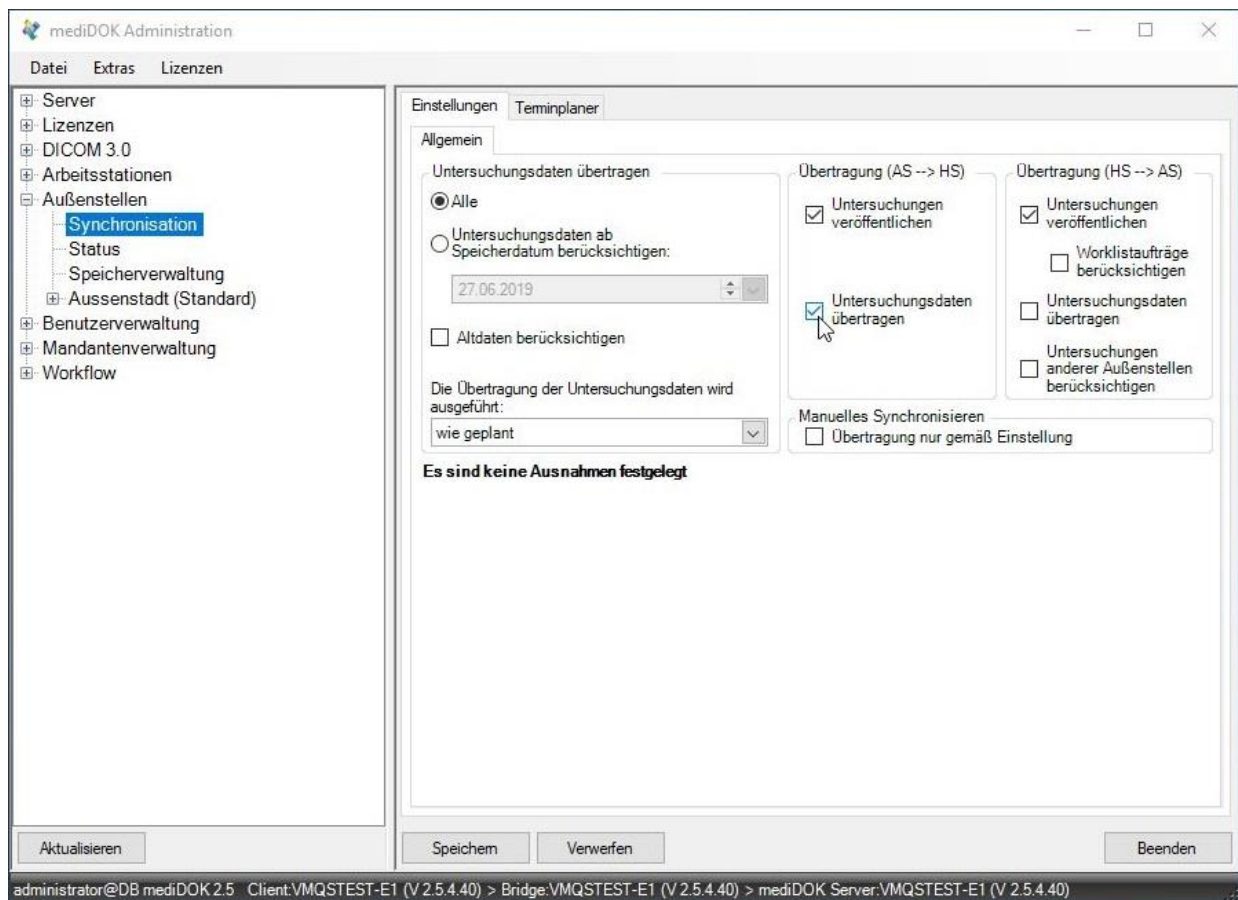 mediDOK Administration
Datei Extras Lizenzen
Server
Lizenzen
DICOM 3.0
Arbeitsstationen
Außenstellen
Synchronisation
Status
Speicherverwaltung
Aussenstadt (Standard)
Benutzerverwaltung
Mandantenverwaltung
Workflow
Aktualisieren
Einstellungen Terminplaner
Allgemein
Untersuchungsdaten übertragen
Alle
Untersuchungsdaten ab
Speicherdatum berücksichtigen:
27.06.2019
Altdaten berücksichtigen
Die Übertragung der Untersuchungsdaten wird
ausgeführt:
wie geplant
Übertragung (AS --> HS)
Untersuchungen
veröffentlichen
Untersuchungsdaten
übertragen
Übertragung (HS --> AS)
Untersuchungen
veröffentlichen
Worklistaufträge
berücksichtigen
Untersuchungsdaten
übertragen
Untersuchungen
anderer Außenstellen
berücksichtigen
Manuelles Synchronisieren
Übertragung nur gemäß Einstellung
Es sind keine Ausnahmen festgelegt
Speichern Verwerfen Beenden
administrator@DB mediDOK 2.5 Client:VMQSTEST-E1 (V 2.5.4.40) > Bridge:VMQSTEST-E1 (V 2.5.4.40) > mediDOK Server:VMQSTEST-E1 (V 2.5.4.40)